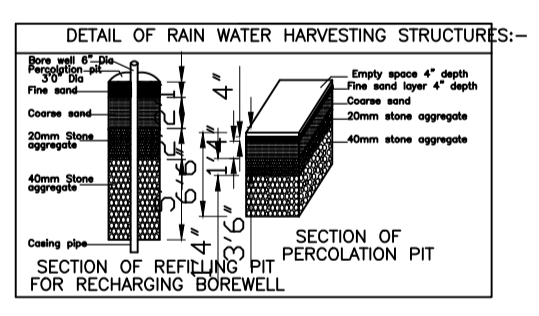 DETAIL OF RAIN WATER HARVESTING STRUCTURES:-
Bore well 6" Dia
Percolation pit
3'0" Dia
Fine sand
Coarse sand
20mm Stone
aggregate
40mm Stone
aggregate
Casing pipe
6'6"
SECTION OF REFILLING PIT
FOR RECHARGING BOREWELL
4"
1'4"
3'6"
Empty space 4" depth
Fine sand layer 4" depth
Coarse sand
20mm stone aggregate
40mm stone aggregate
SECTION OF
PERCOLATION PIT